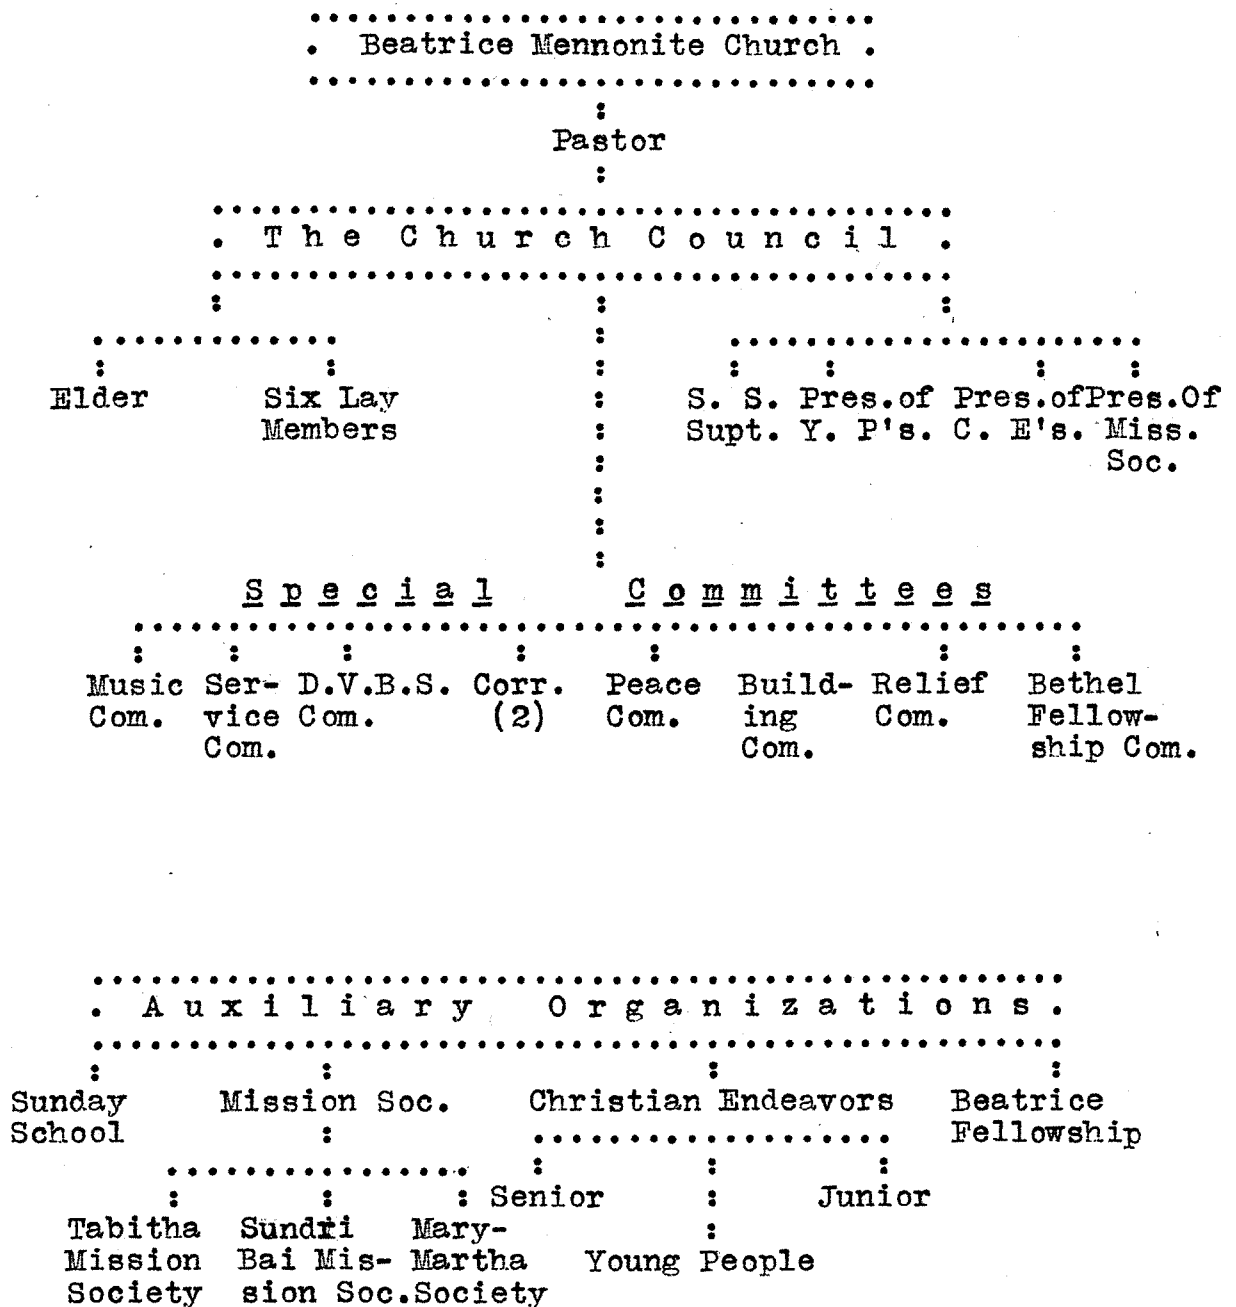 Beatrice Mennonite Church
Pastor
The Church Council
Elder Six Lay Members S. S. Supt. Pres.of Y. P's. Pres.of C. E's. Pres.Of Miss. Soc.
Special Committees
Music Com. Ser- vice Com. D.V.B.S. Com. Corr. (2) Peace Com. Build- ing Com. Relief Com. Bethel Fellow- ship Com.
Auxiliary Organizations
Sunday School Mission Soc. Christian Endeavors Beatrice Fellowship
Senior Junior
Tabitha Mission Society Sundri Bai Mis- sion Soc. Mary- Martha Society Young People